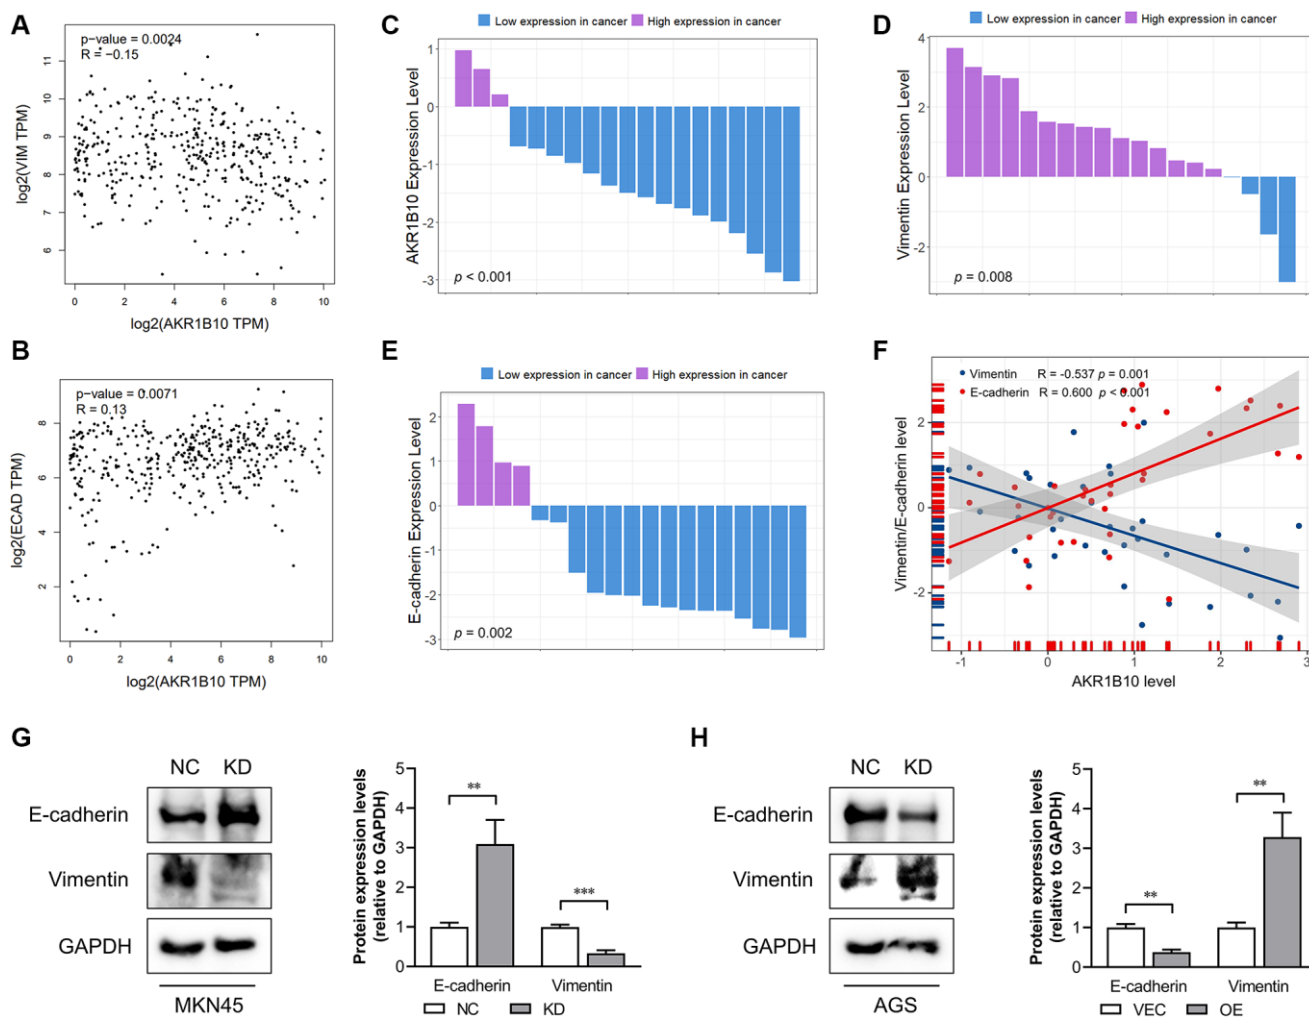 A
p-value = 0.0024
R = −0.15
log2(VIM TPM)
11
10
9
8
7
6
0 2 4 6 8 10
log2(AKR1B10 TPM)
C
Low expression in cancer High expression in cancer
AKR1B10 Expression Level
1
0
-1
-2
-3
p < 0.001
D
Low expression in cancer High expression in cancer
Vimentin Expression Level
4
2
0
-2
p = 0.008
B
p-value = 0.0071
R = 0.13
log2(ECAD TPM)
8
6
4
2
0 2 4 6 8 10
log2(AKR1B10 TPM)
E
Low expression in cancer High expression in cancer
E-cadherin Expression Level
2
1
0
-1
-2
-3
p = 0.002
F
Vimentin R = -0.537 p = 0.001
E-cadherin R = 0.600 p < 0.001
Vimentin/E-cadherin level
2
0
-2
-1 0 1 2 3
AKR1B10 level
G
NC KD
E-cadherin
Vimentin
GAPDH
MKN45
Protein expression levels
(relative to GAPDH)
5
4
3
2
1
0
**
***
E-cadherin Vimentin
NC KD
H
NC KD
E-cadherin
Vimentin
GAPDH
AGS
Protein expression levels
(relative to GAPDH)
5
4
3
2
1
0
**
**
E-cadherin Vimentin
VEC OE